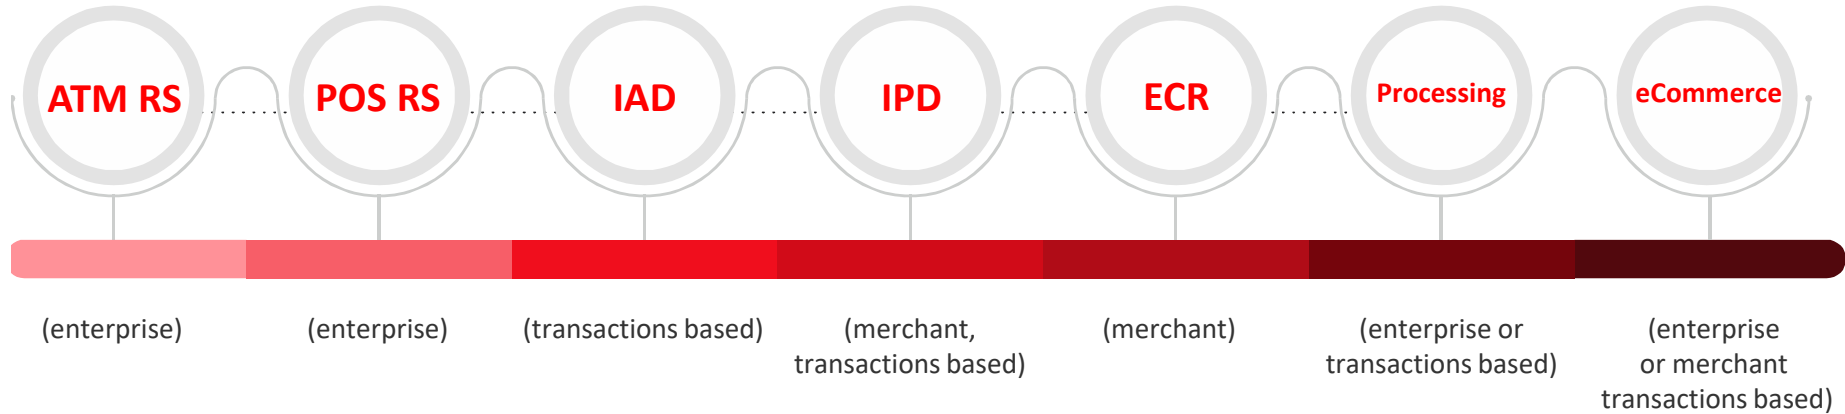 ATM RS
POS RS
IAD
IPD
ECR
Processing
eCommerce
(enterprise)
(enterprise)
(transactions based)
(merchant,
transactions based)
(merchant)
(enterprise or
transactions based)
(enterprise
or merchant
transactions based)